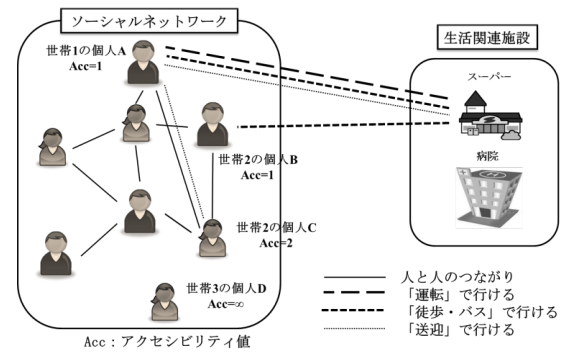 ソーシャルネットワーク
生活関連施設
世帯1の個人A
Acc=1
スーパー
世帯2の個人B
Acc=1
病院
世帯2の個人C
Acc=2
世帯3の個人D
Acc=∞
人と人のつながり
「運転」で行ける
「徒歩・バス」で行ける
「送迎」で行ける
Acc：アクセシビリティ値